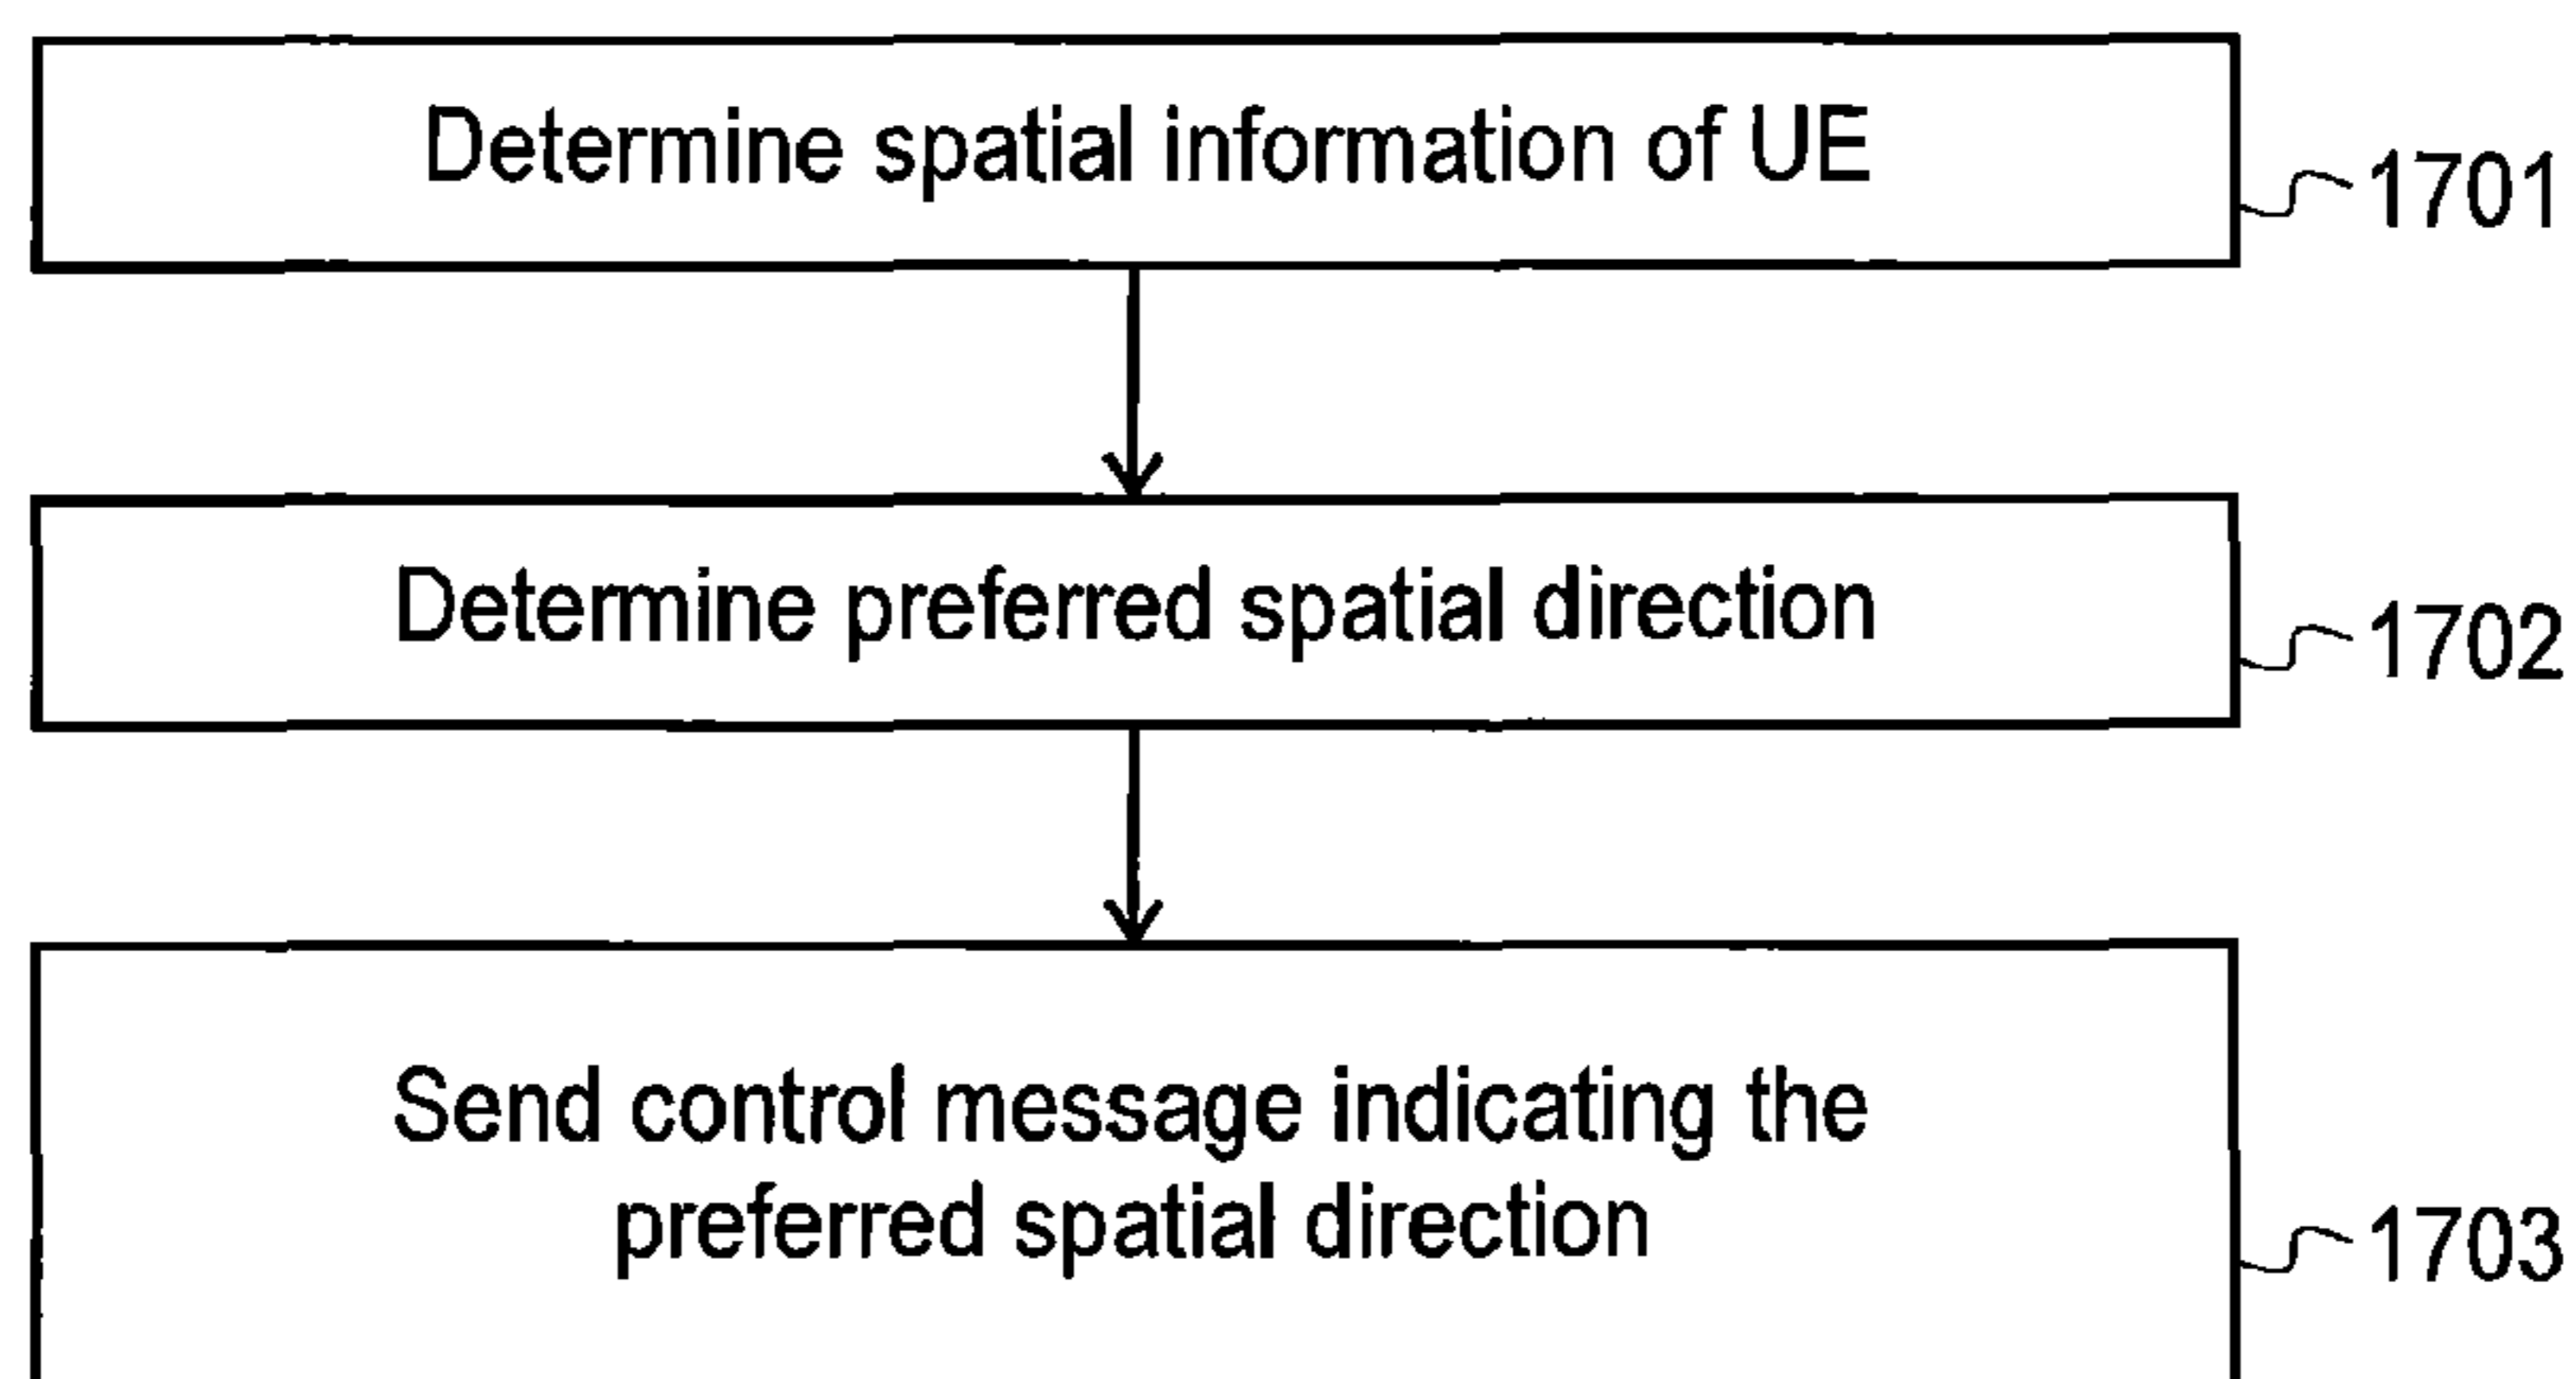 Determine spatial information of UE
1701
Determine preferred spatial direction
1702
Send control message indicating the
preferred spatial direction
1703